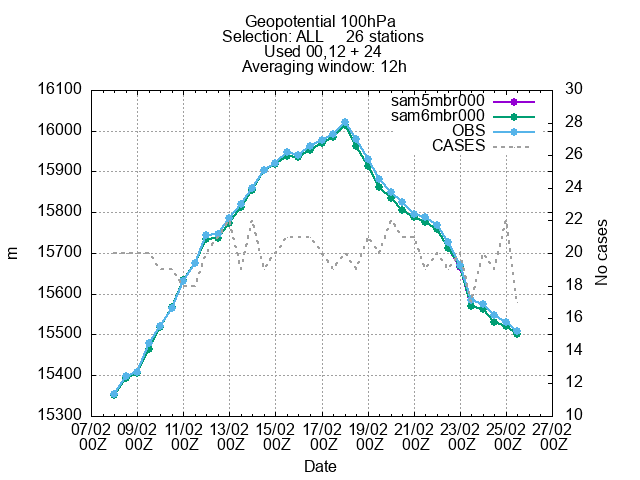 Geopotential 100hPa
Selection: ALL 26 stations
Used 00,12 + 24
Averaging window: 12h
sam5mbr000
sam6mbr000
OBS
CASES
16100
16000
15900
15800
15700
15600
15500
15400
15300
m
30
28
26
24
22
20
18
16
14
12
10
No cases
07/02 09/02 11/02 13/02 15/02 17/02 19/02 21/02 23/02 25/02 27/02
00Z 00Z 00Z 00Z 00Z 00Z 00Z 00Z 00Z 00Z 00Z
Date